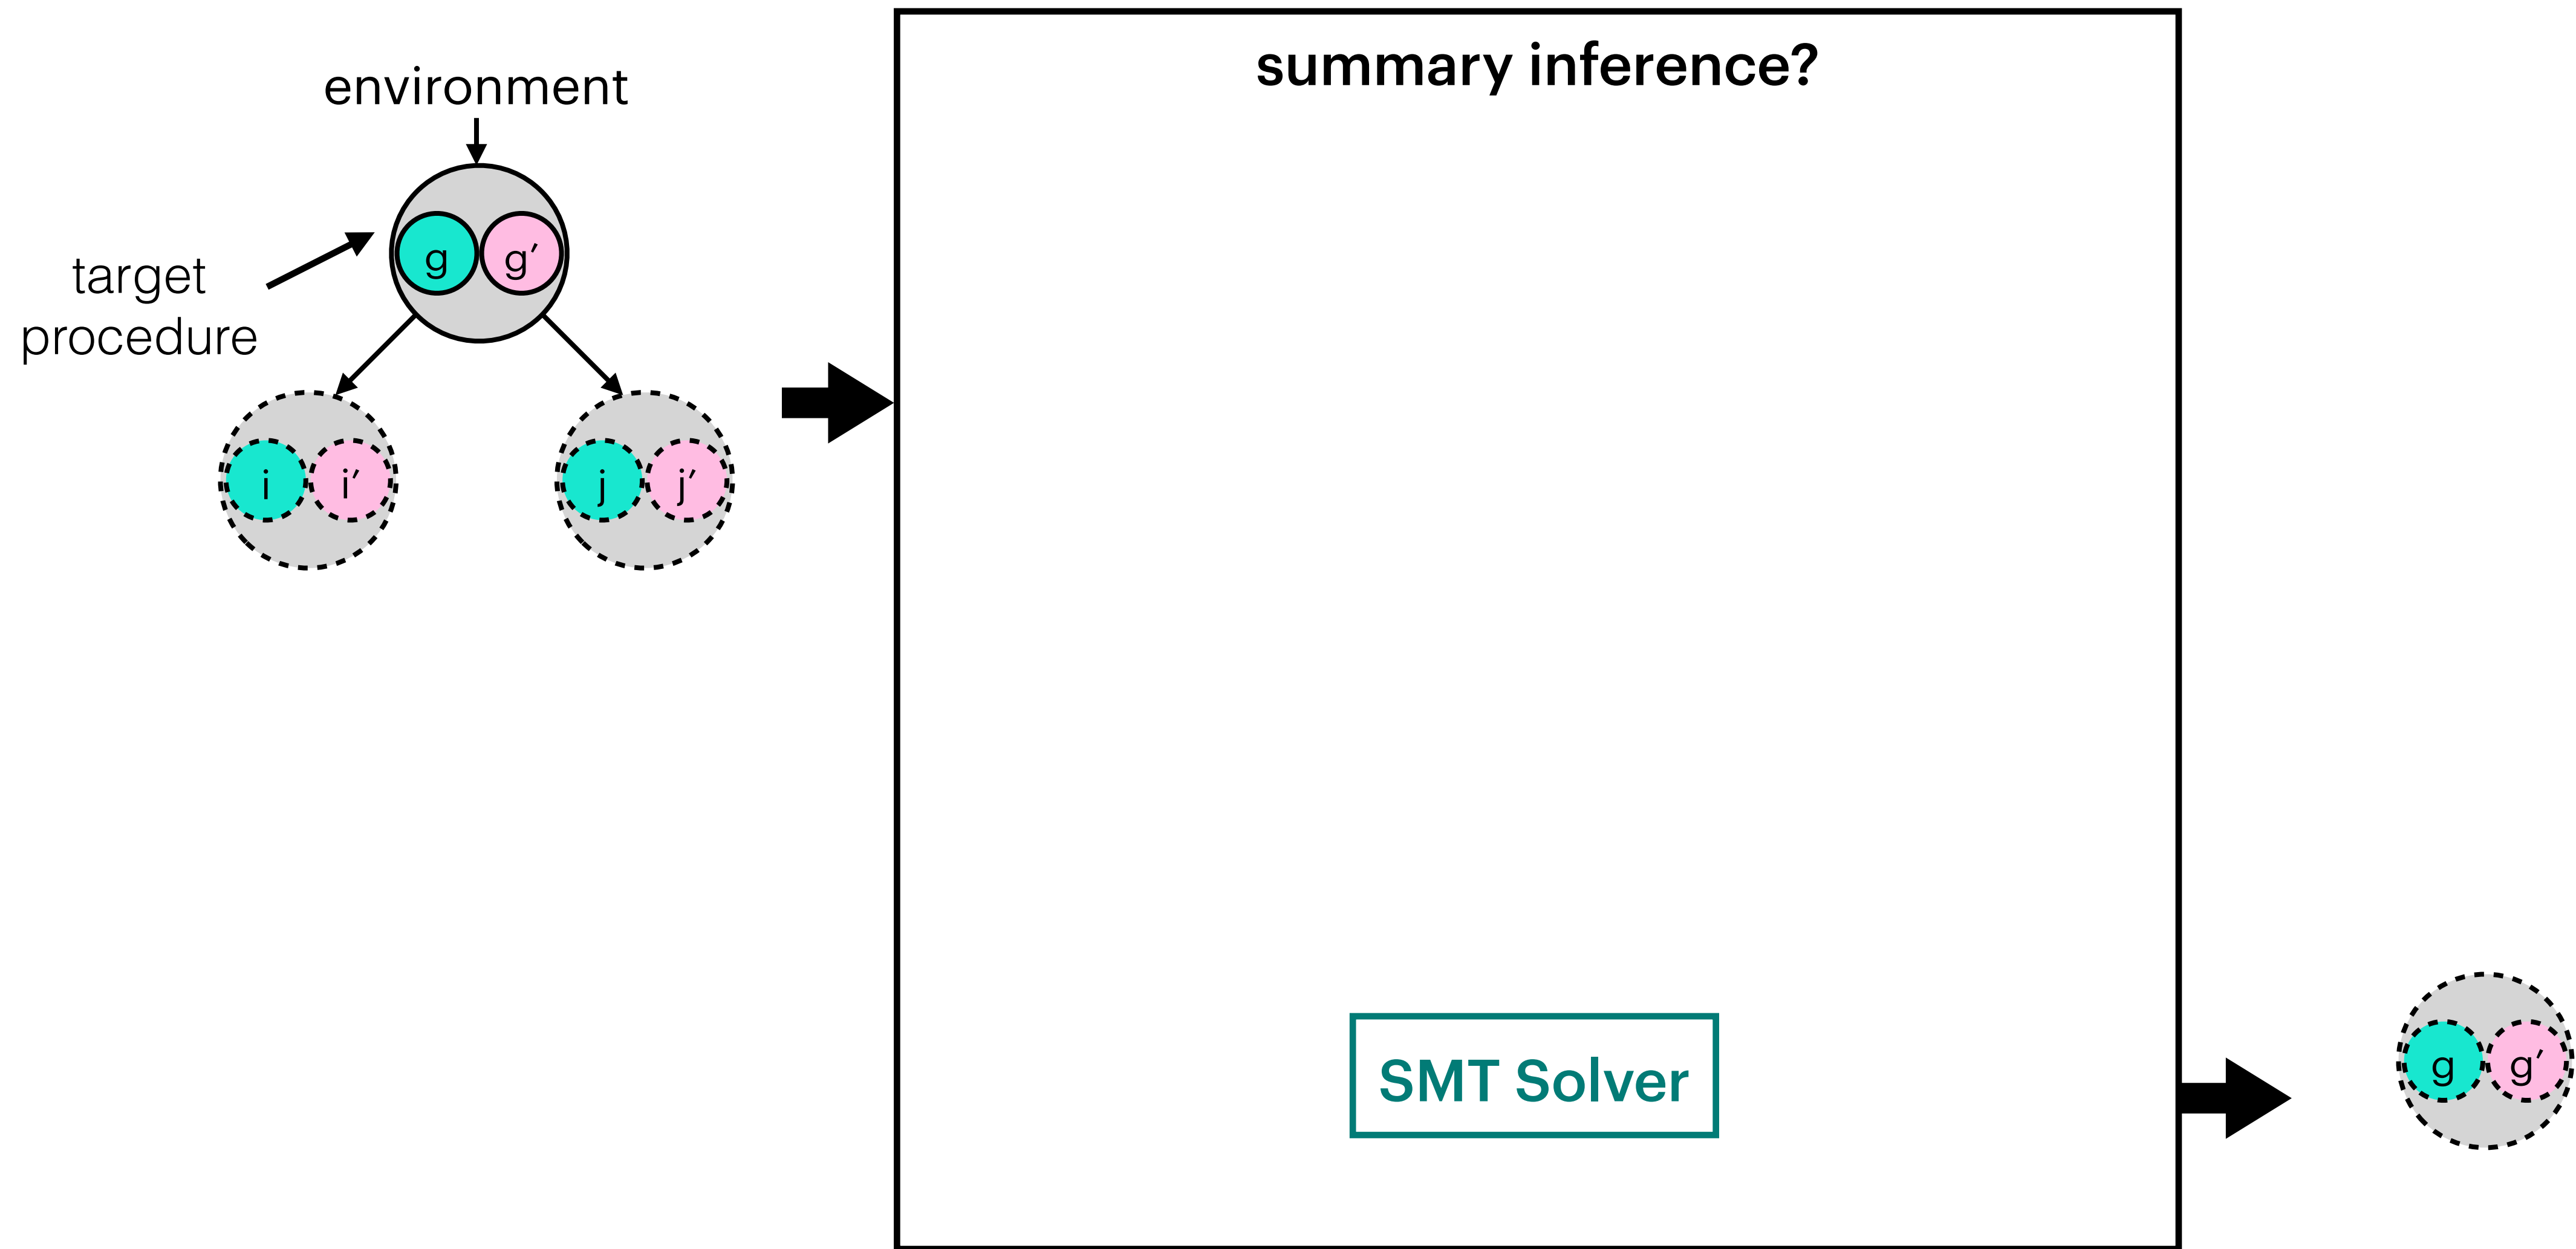 summary inference?
environment
g g′
target
procedure
i i′
j j′
SMT Solver
g g′